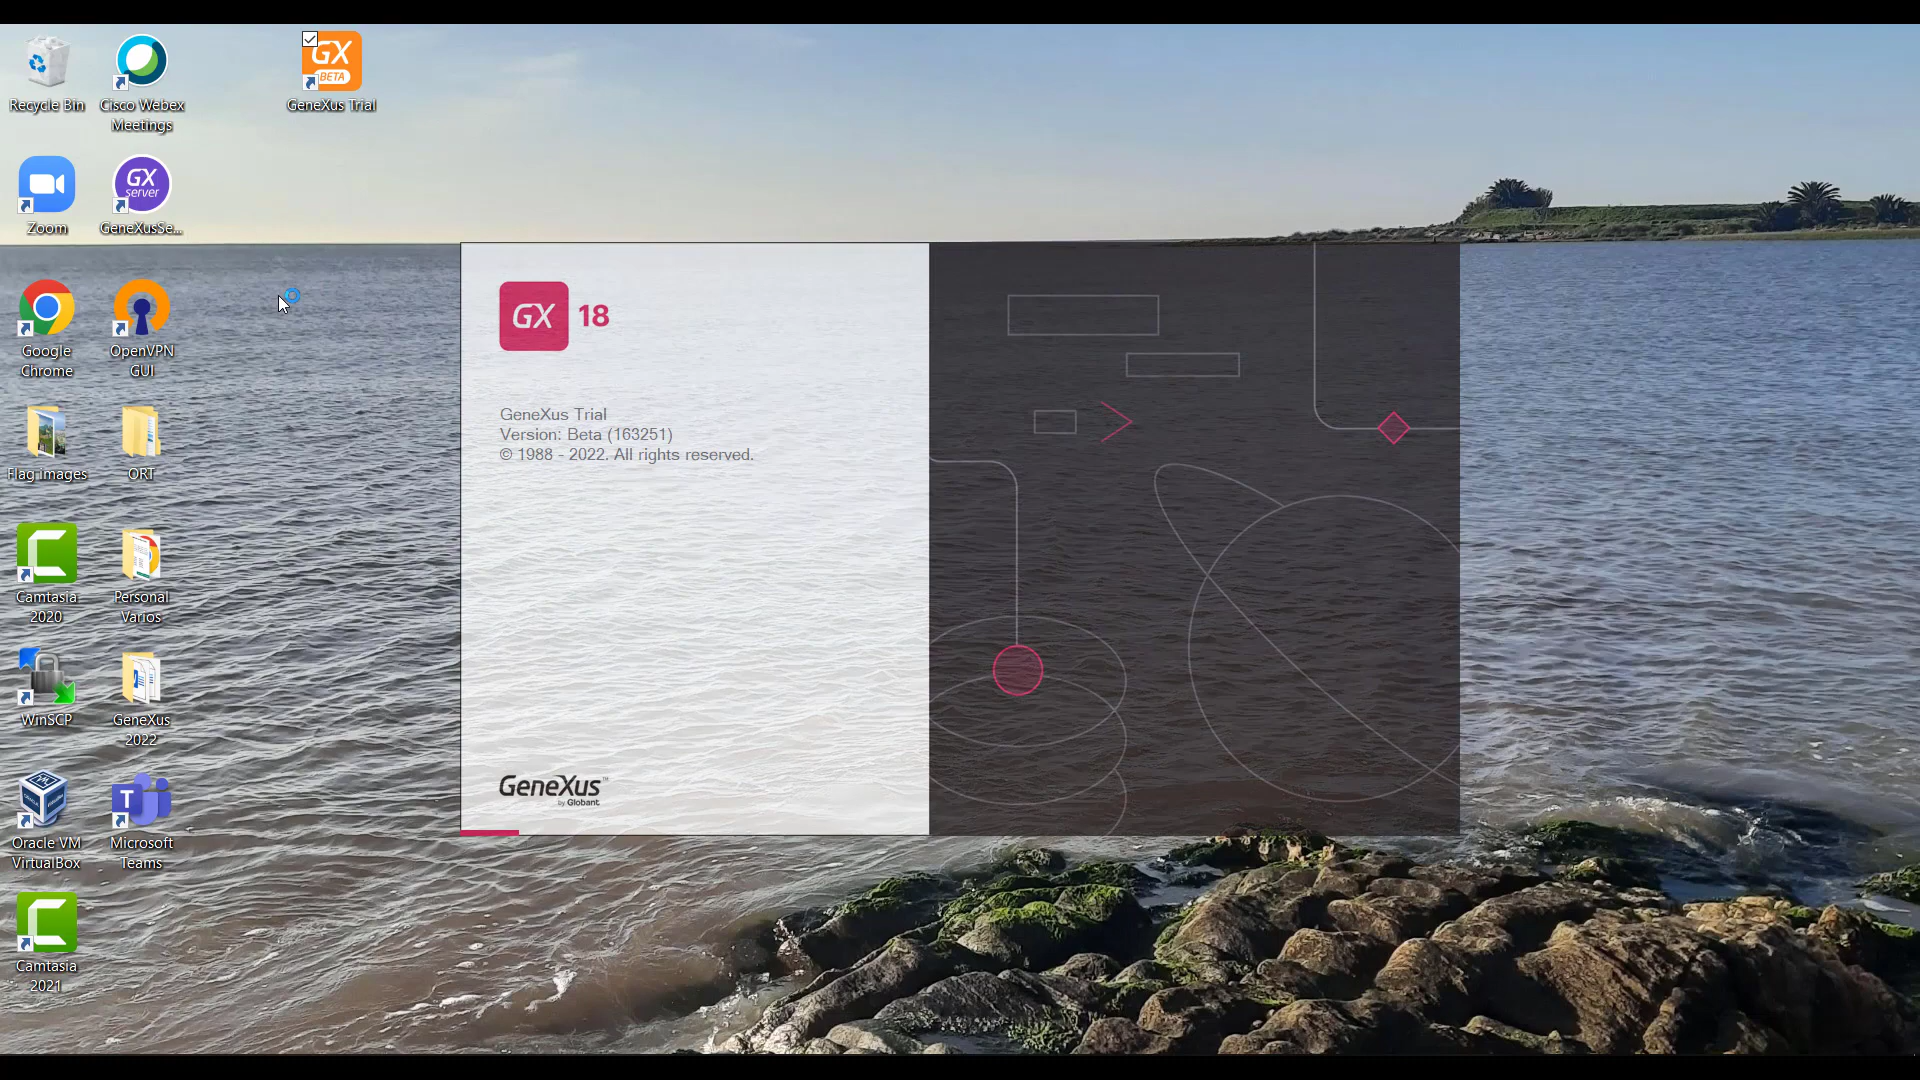 Recycle Bin
Cisco Webex
Meetings
GX
BETA
GeneXus Trial
Zoom
GX
server
GeneXusSe...
Google
Chrome
OpenVPN
GUI
Flag images
ORT
Camtasia
2020
Personal
Varios
WinSCP
GeneXus
2022
Oracle VM
VirtualBox
T
Microsoft
Teams
Camtasia
2021
GX 18
GeneXus Trial
Version: Beta (163251)
© 1988 - 2022. All rights reserved.
GeneXus™
by Globant